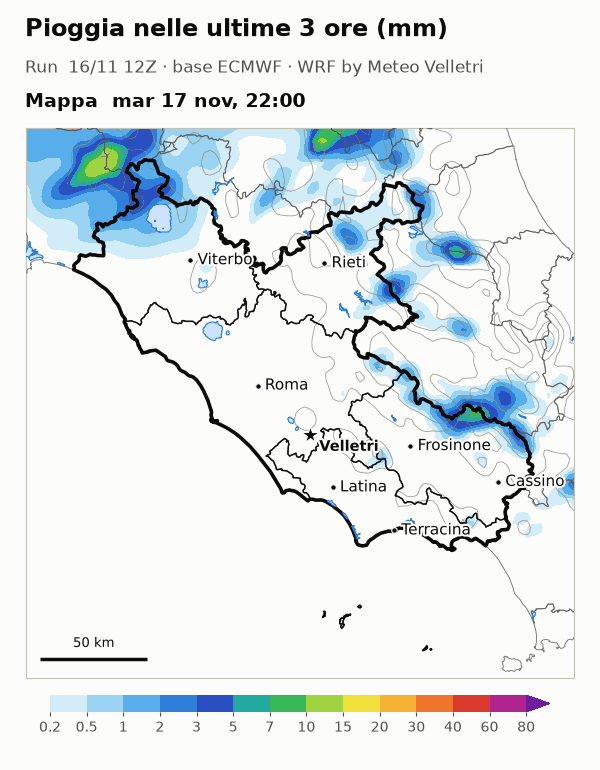 Pioggia nelle ultime 3 ore (mm)
Run 16/11 12Z · base ECMWF · WRF by Meteo Velletri
Mappa mar 17 nov, 22:00
Viterbo
Rieti
Roma
Velletri
Frosinone
Latina
Cassino
Terracina
50 km
0.2 0.5 1 2 3 5 7 10 15 20 30 40 60 80